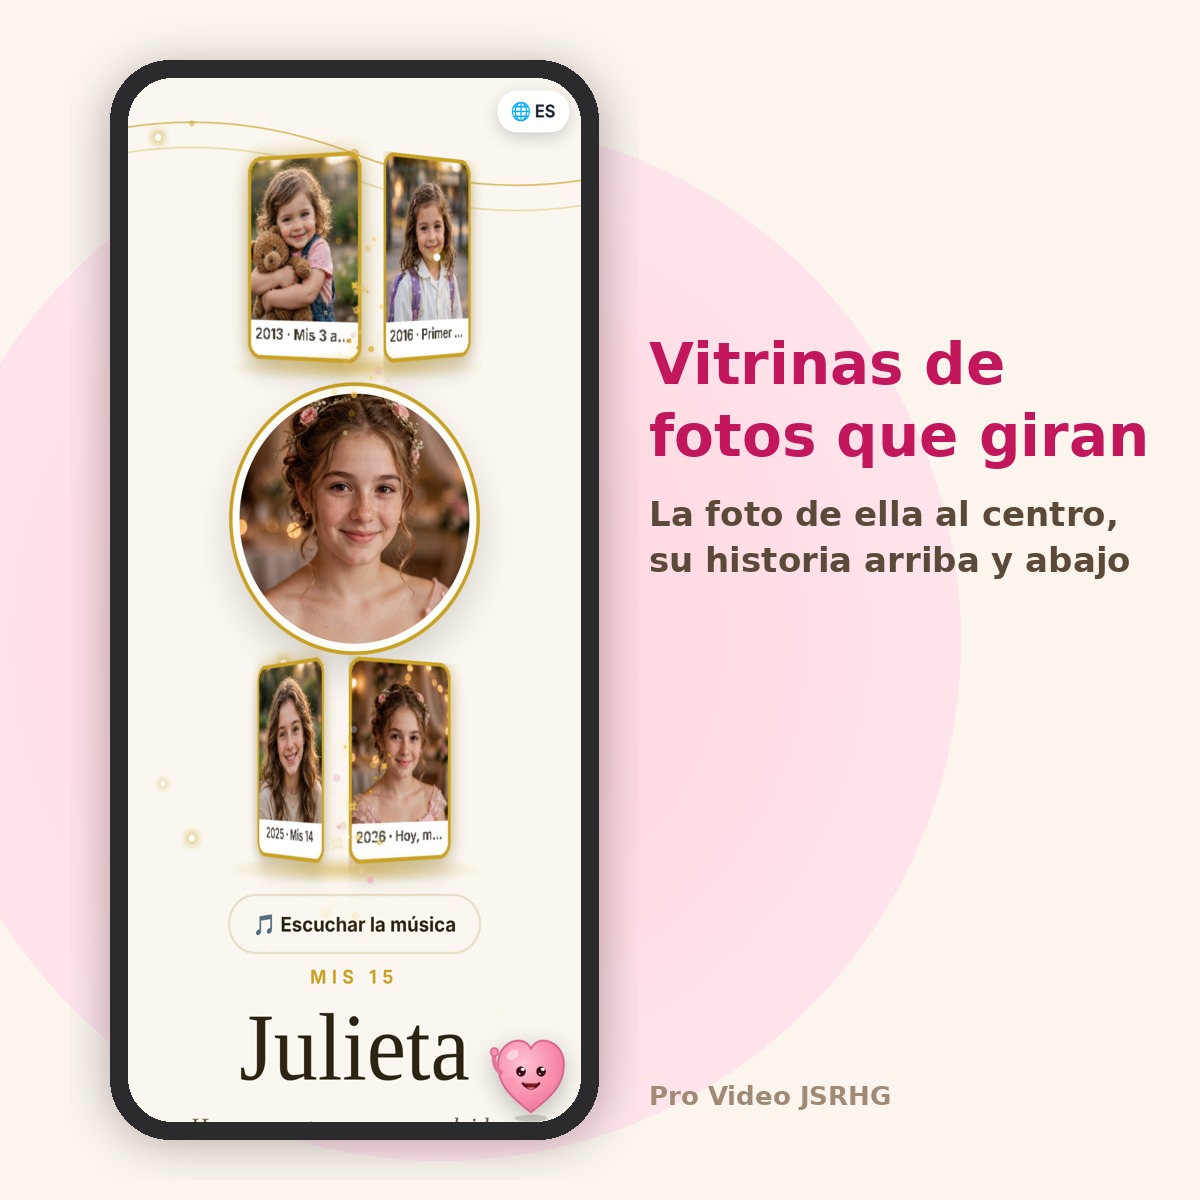 ES
2013 · Mis 3 a...
2016 · Primer ...
2025 · Mis 14
2026 · Hoy, m...
Escuchar la música
MIS 15
Julieta
Vitrinas de
fotos que giran
La foto de ella al centro,
su historia arriba y abajo
Pro Video JSRHG